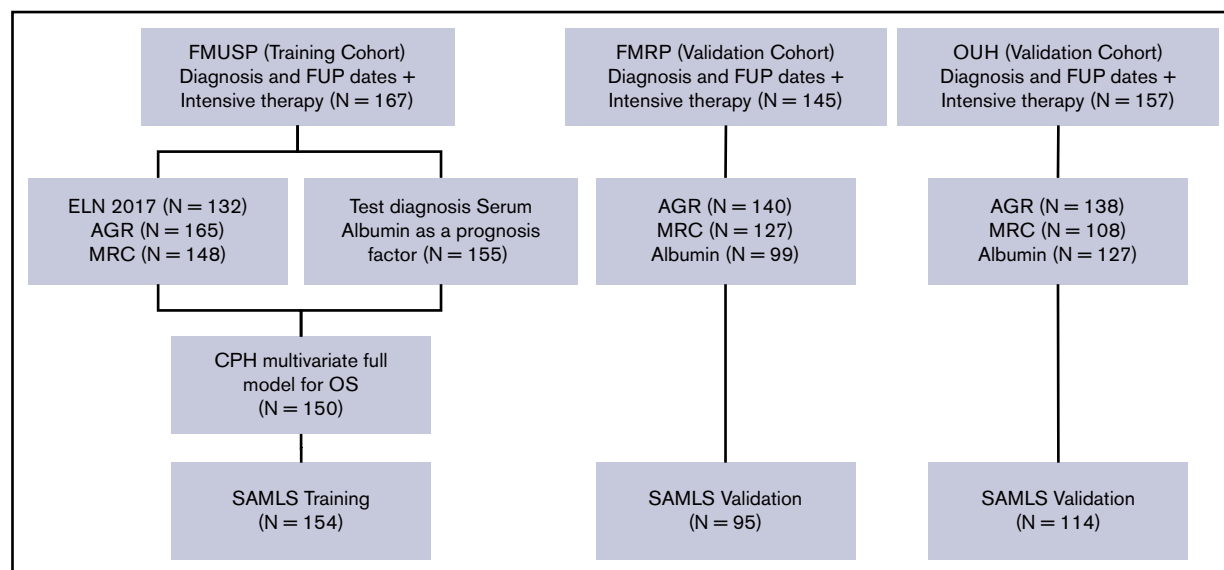 FMUSP (Training Cohort)
Diagnosis and FUP dates +
Intensive therapy (N = 167)
FMRP (Validation Cohort)
Diagnosis and FUP dates +
Intensive therapy (N = 145)
OUH (Validation Cohort)
Diagnosis and FUP dates +
Intensive therapy (N = 157)
ELN 2017 (N = 132)
AGR (N = 165)
MRC (N = 148)
Test diagnosis Serum
Albumin as a prognosis
factor (N = 155)
AGR (N = 140)
MRC (N = 127)
Albumin (N = 99)
AGR (N = 138)
MRC (N = 108)
Albumin (N = 127)
CPH multivariate full
model for OS
(N = 150)
SAMLS Training
(N = 154)
SAMLS Validation
(N = 95)
SAMLS Validation
(N = 114)